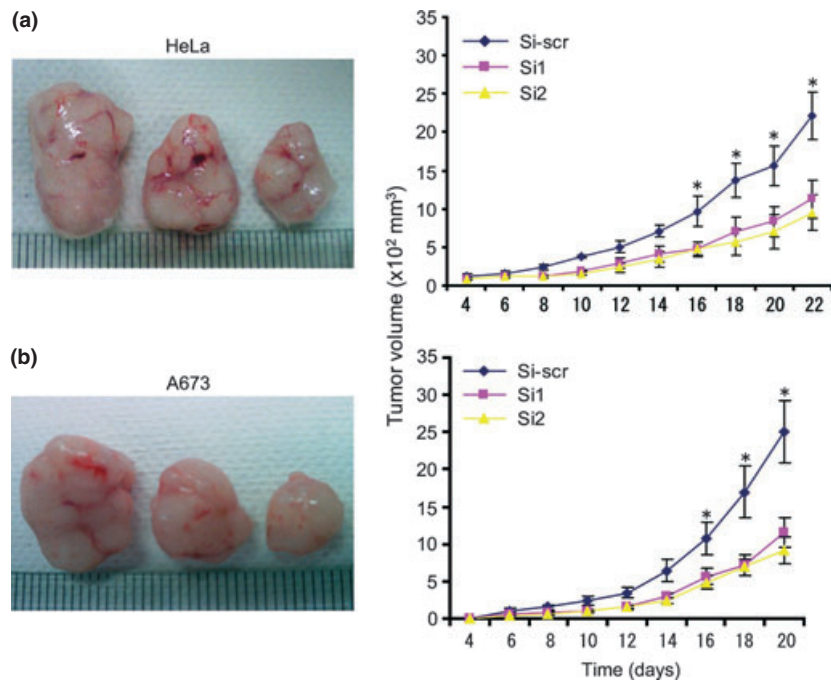 (a)
HeLa
Si-scr
Si1
Si2
35
30
25
20
15
10
5
0
4 6 8 10 12 14 16 18 20 22
* * * *
Tumor volume (x10² mm³)
(b)
A673
Si-scr
Si1
Si2
35
30
25
20
15
10
5
0
4 6 8 10 12 14 16 18 20
* * *
Time (days)